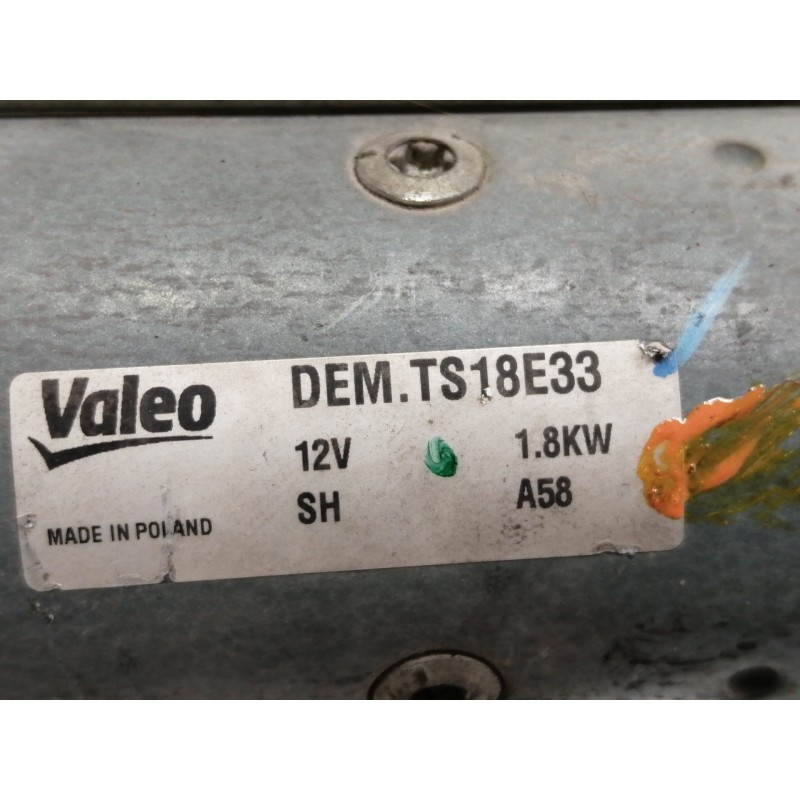 Valeo
DEM.TS18E33
12V 1.8KW
SH A58
MADE IN POLAND